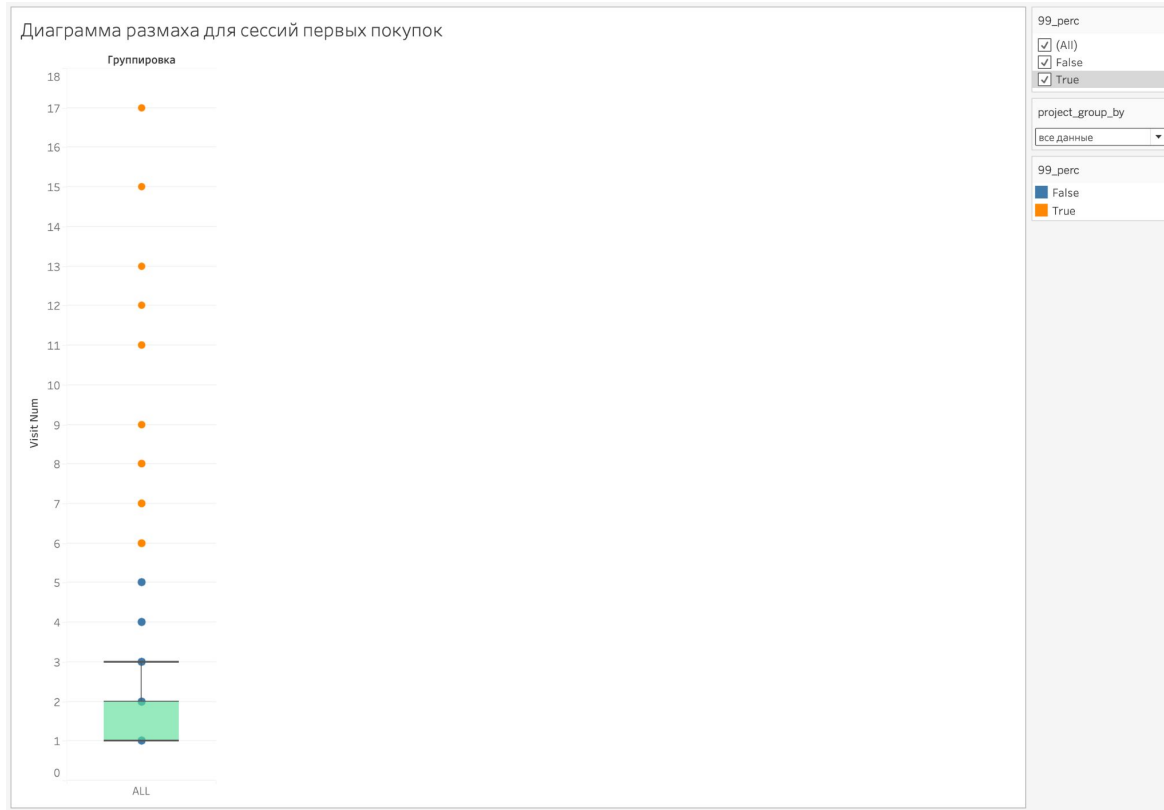 Диаграмма размаха для сессий первых покупок
Группировка
18
17
16
15
14
13
12
11
10
9
8
7
6
5
4
3
2
1
0
Visit Num
ALL
99_perc
(All)
False
True
project_group_by
все данные
99_perc
False
True